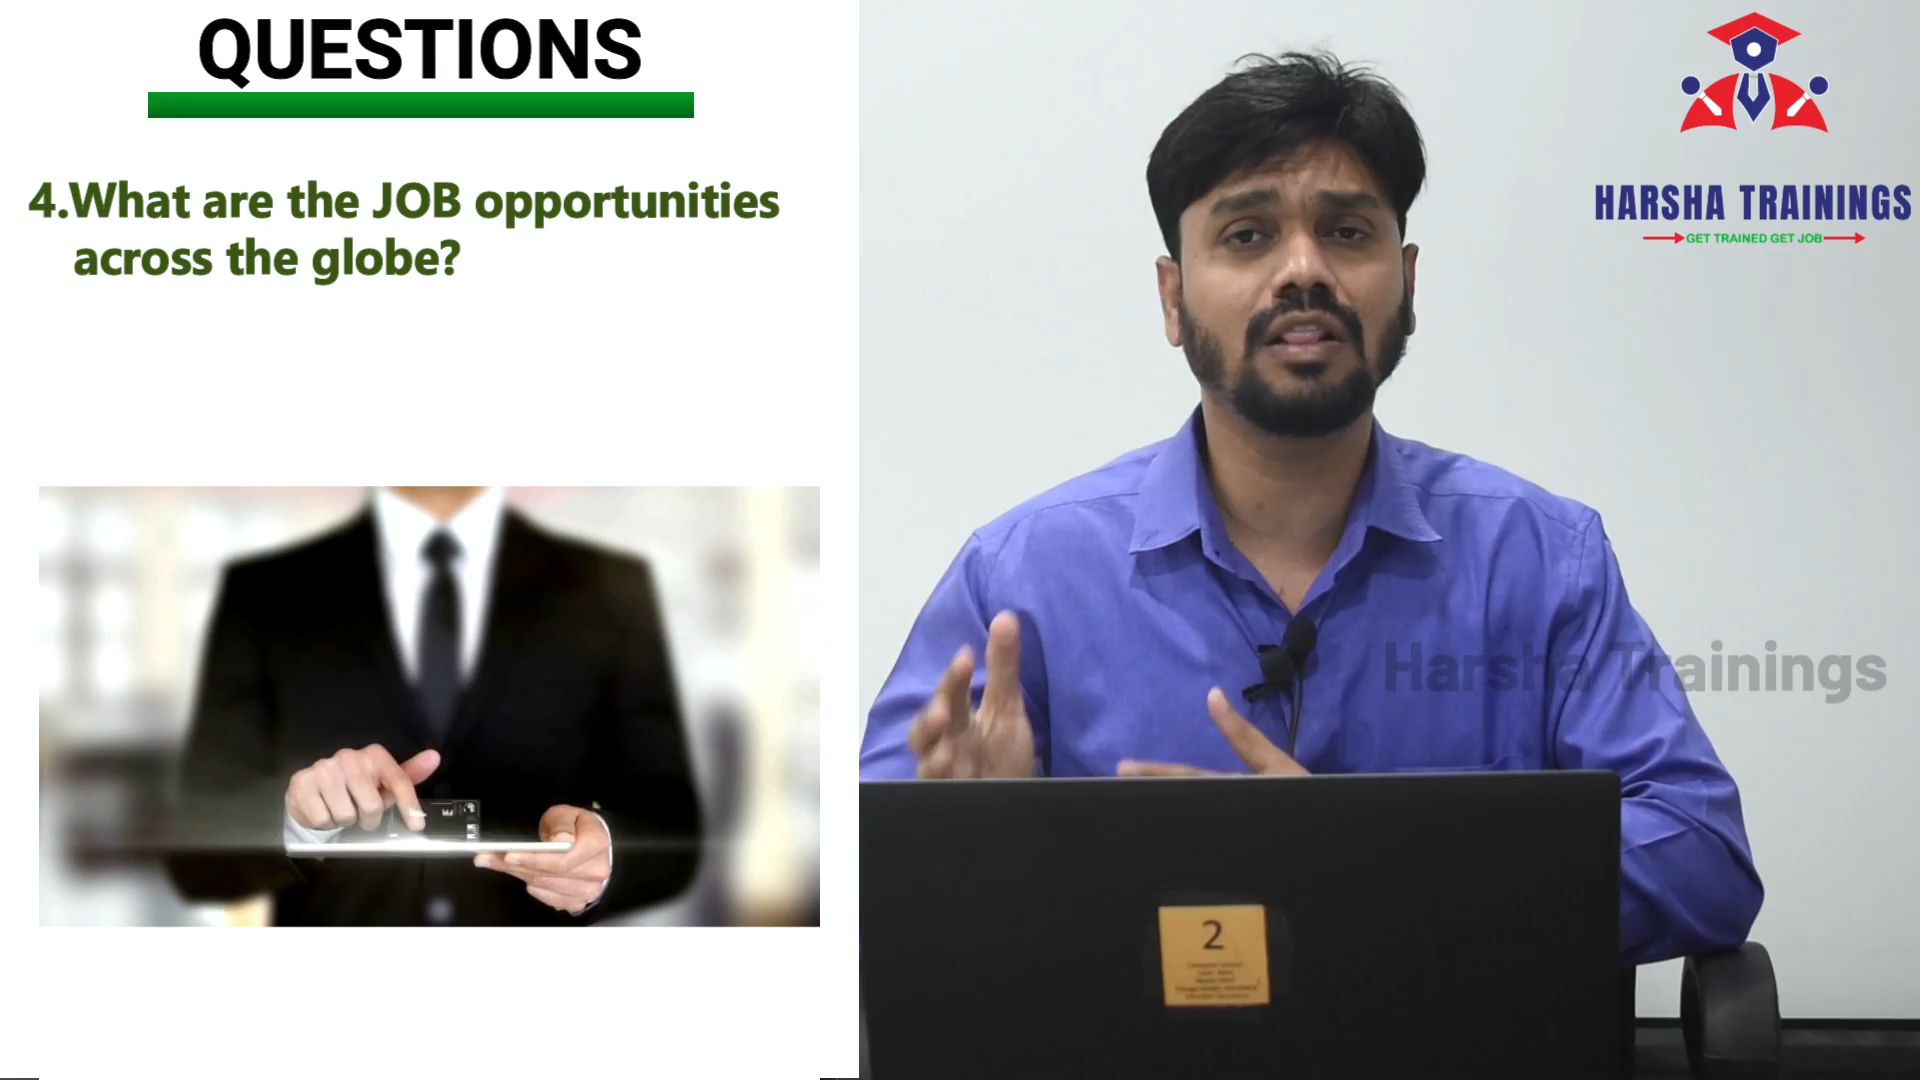 QUESTIONS
4.What are the JOB opportunities
across the globe?
HARSHA TRAININGS
GET TRAINED GET JOB
Harsha Trainings
2